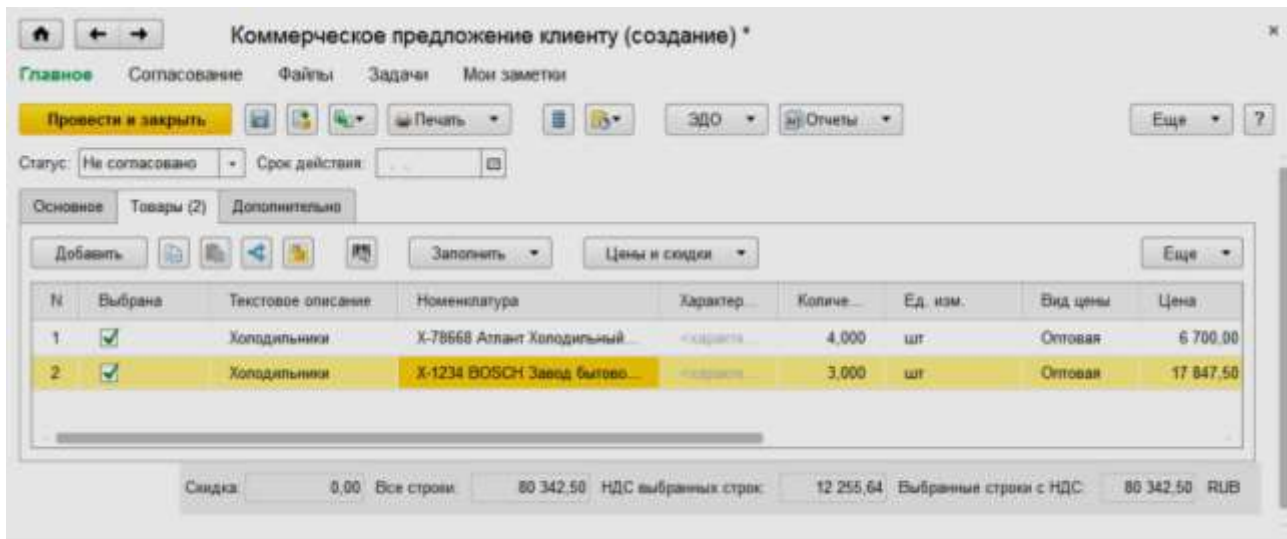 Коммерческое предложение клиенту (создание) *
Главное Согласование Файлы Задачи Мои заметки
Провести и закрыть Печать ЭДО Отчеты Еще ?
Статус: Не согласовано Срок действия: . .
Основное Товары (2) Дополнительно
Добавить Заполнить Цены и скидки Еще
N Выбрана Текстовое описание Номенклатура Характер... Количе... Ед. изм. Вид цены Цена
1 Холодильники Х-78668 Атлант Холодильный... <характе... 4,000 шт Оптовая 6 700,00
2 Холодильники Х-1234 BOSCH Завод бытово... <характе... 3,000 шт Оптовая 17 847,50
Скидка: 0,00 Все строки: 80 342,50 НДС выбранных строк: 12 255,64 Выбранные строки с НДС: 80 342,50 RUB